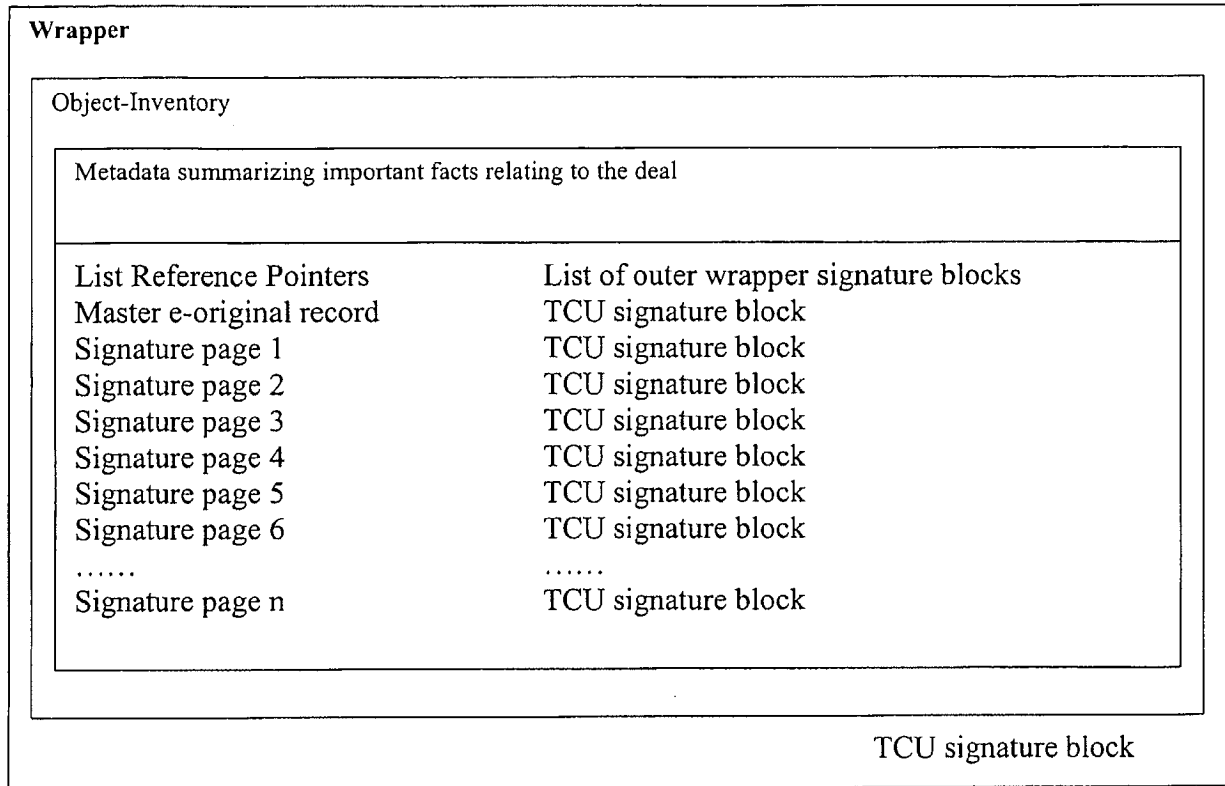 Wrapper
Object-Inventory
Metadata summarizing important facts relating to the deal
List Reference Pointers List of outer wrapper signature blocks
Master e-original record TCU signature block
Signature page 1 TCU signature block
Signature page 2 TCU signature block
Signature page 3 TCU signature block
Signature page 4 TCU signature block
Signature page 5 TCU signature block
Signature page 6 TCU signature block
...... ......
Signature page n TCU signature block
TCU signature block